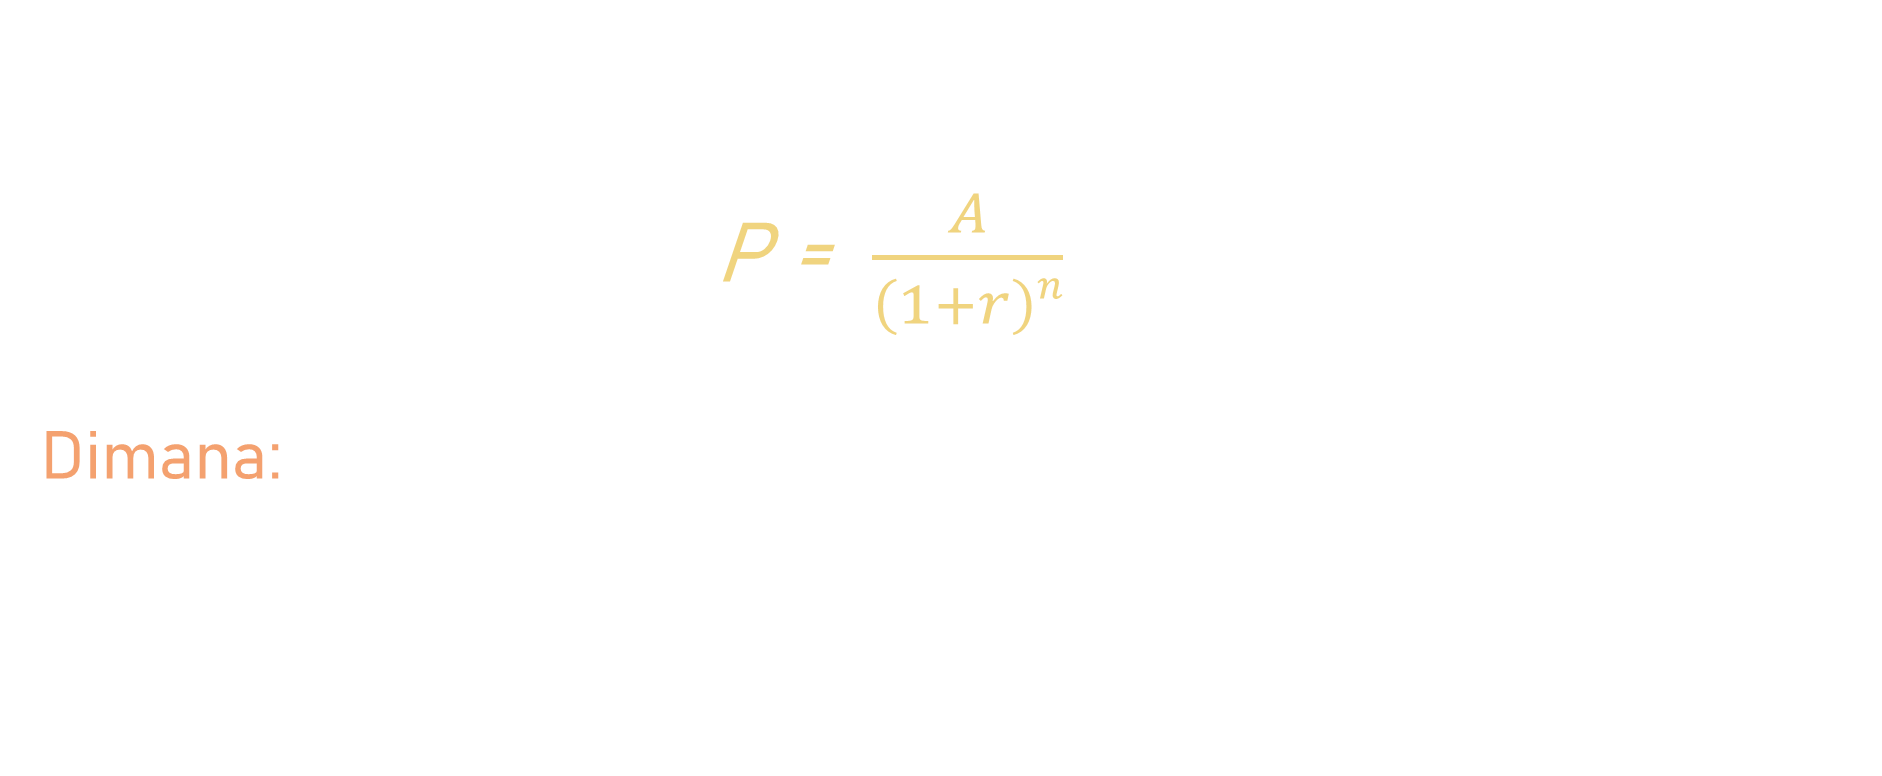 P = A/(1+r)ⁿ
Dimana: